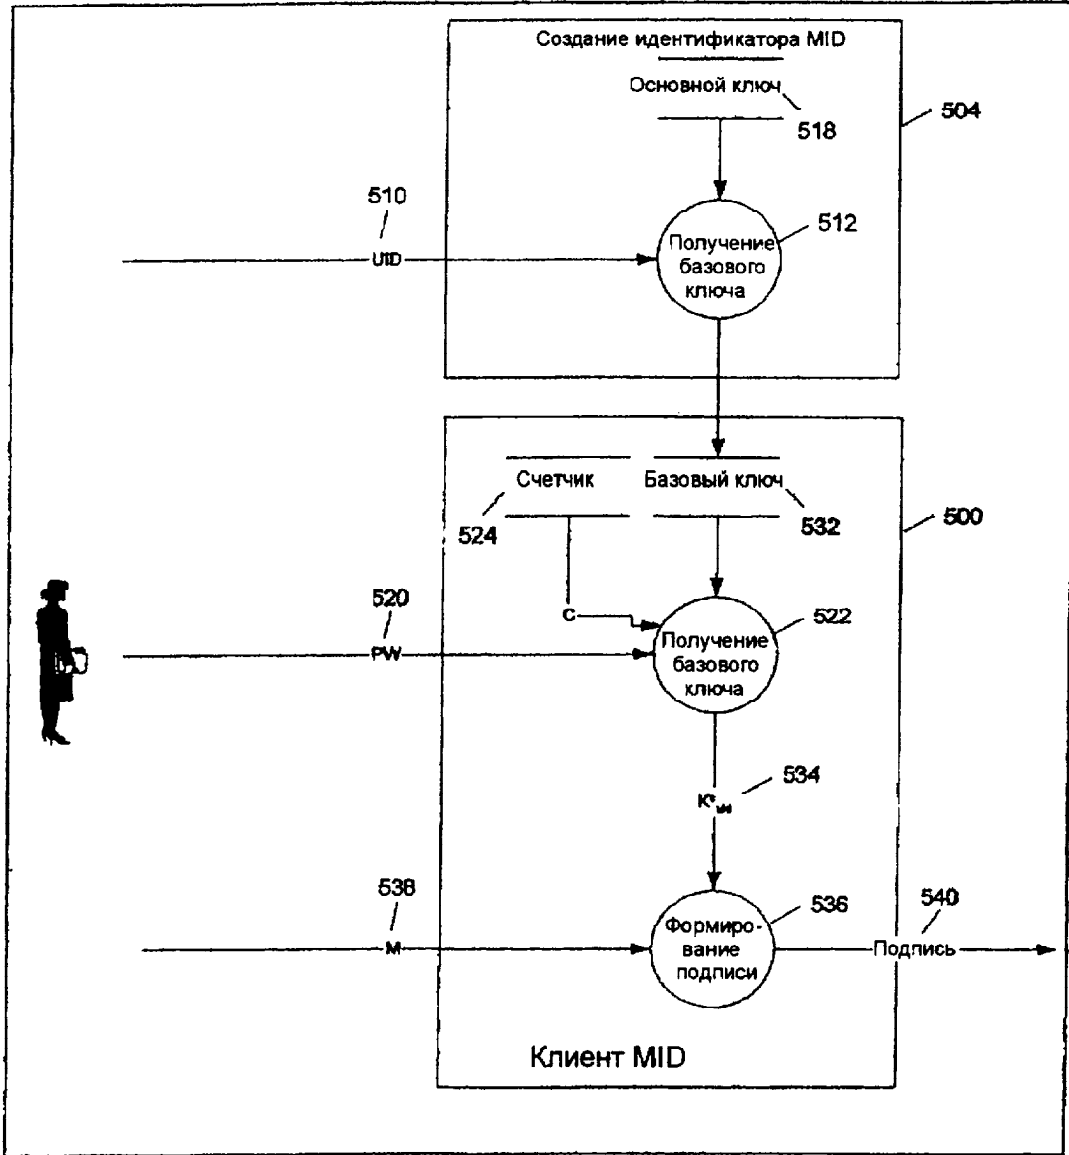 Создание идентификатора MID
Основной ключ
518
504
510
UID
512
Получение
базового
ключа
Счетчик
Базовый ключ
524
532
500
520
PW
C
522
Получение
базового
ключа
534
538
M
536
Формиро-
вание
подписи
540
Подпись
Клиент MID